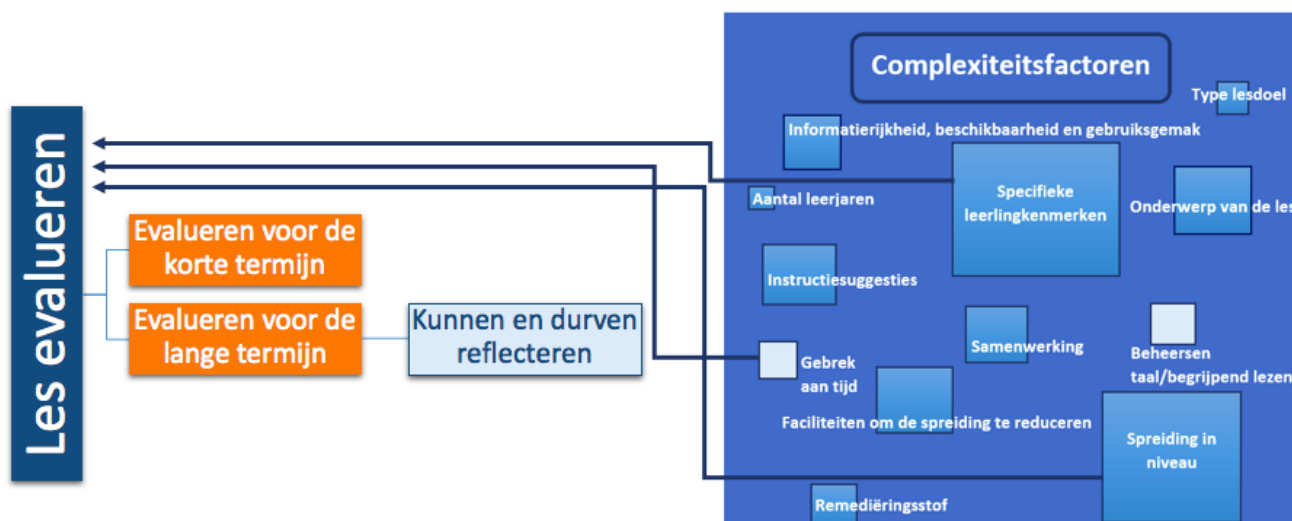 Les evalueren
Evalueren voor de
korte termijn
Evalueren voor de
lange termijn
Kunnen en durven
reflecteren
Complexiteitsfactoren
Type lesdoel
Informatierijkheid, beschikbaarheid en gebruiksgemak
Specifieke
leerlingkenmerken
Aantal leerjaren
Onderwerp van de les
Instructiesuggesties
Samenwerking
Beheersen
taal/begrijpend lezen
Gebrek
aan tijd
Faciliteiten om de spreiding te reduceren
Spreiding in
niveau
Remediëringsstof